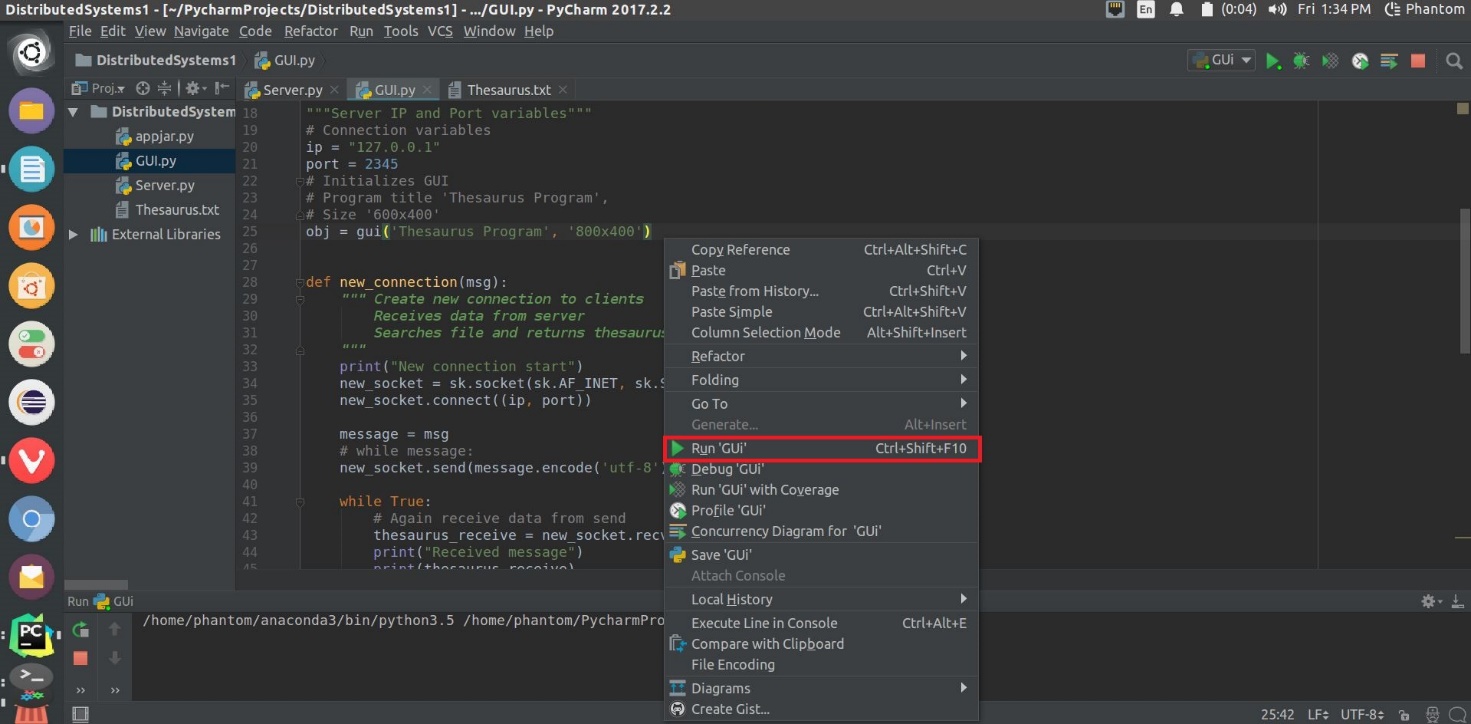 DistributedSystems1 - [~/PycharmProjects/DistributedSystems1] - .../GUI.py - PyCharm 2017.2.2
En (0:04) Fri 1:34 PM Phantom
File Edit View Navigate Code Refactor Run Tools VCS Window Help
DistributedSystems1 GUI.py
GUi
Proj.
Server.py GUI.py Thesaurus.txt
DistributedSystem
appjar.py
GUI.py
Server.py
Thesaurus.txt
External Libraries
18 """Server IP and Port variables"""
19 # Connection variables
20 ip = "127.0.0.1"
21 port = 2345
22 # Initializes GUI
23 # Program title 'Thesaurus Program',
24 # Size '600x400'
25 obj = gui('Thesaurus Program', '800x400')
26
27
28 def new_connection(msg):
29 """ Create new connection to clients
30 Receives data from server
31 Searches file and returns thesaurus
32 """
33 print("New connection start")
34 new_socket = sk.socket(sk.AF_INET, sk.S
35 new_socket.connect((ip, port))
36
37 message = msg
38 # while message:
39 new_socket.send(message.encode('utf-8')
40
41 while True:
42 # Again receive data from send
43 thesaurus_receive = new_socket.recv
44 print("Received message")
45 print(thesaurus_receive)
Copy Reference Ctrl+Alt+Shift+C
Paste Ctrl+V
Paste from History... Ctrl+Shift+V
Paste Simple Ctrl+Alt+Shift+V
Column Selection Mode Alt+Shift+Insert
Refactor
Folding
Go To
Generate... Alt+Insert
Run 'GUi' Ctrl+Shift+F10
Debug 'GUi'
Run 'GUi' with Coverage
Profile 'GUi'
Concurrency Diagram for 'GUi'
Save 'GUi'
Attach Console
Local History
Execute Line in Console Ctrl+Alt+E
Compare with Clipboard
File Encoding
Diagrams
Create Gist...
Run GUi
/home/phantom/anaconda3/bin/python3.5 /home/phantom/PycharmPro
PC
25:42 LF UTF-8